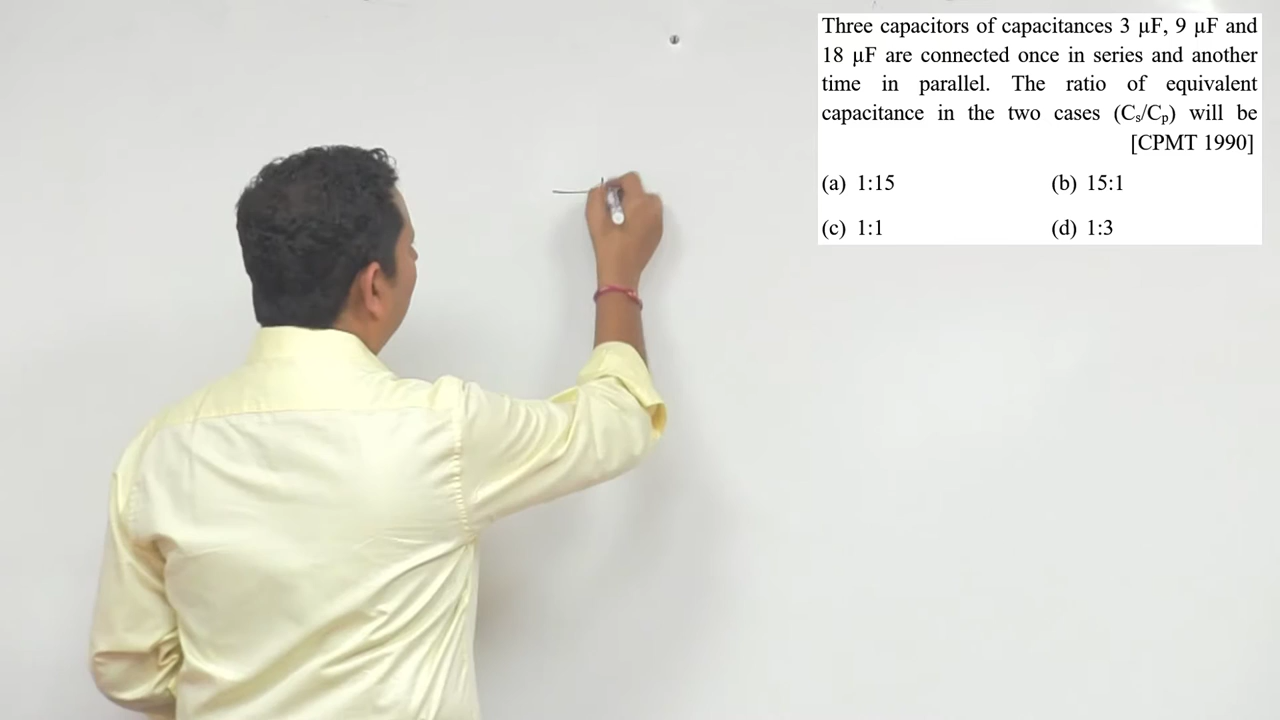 Three capacitors of capacitances 3 μF, 9 μF and
18 μF are connected once in series and another
time in parallel. The ratio of equivalent
capacitance in the two cases (Cₛ/Cₚ) will be
[CPMT 1990]
(a) 1:15 (b) 15:1
(c) 1:1 (d) 1:3